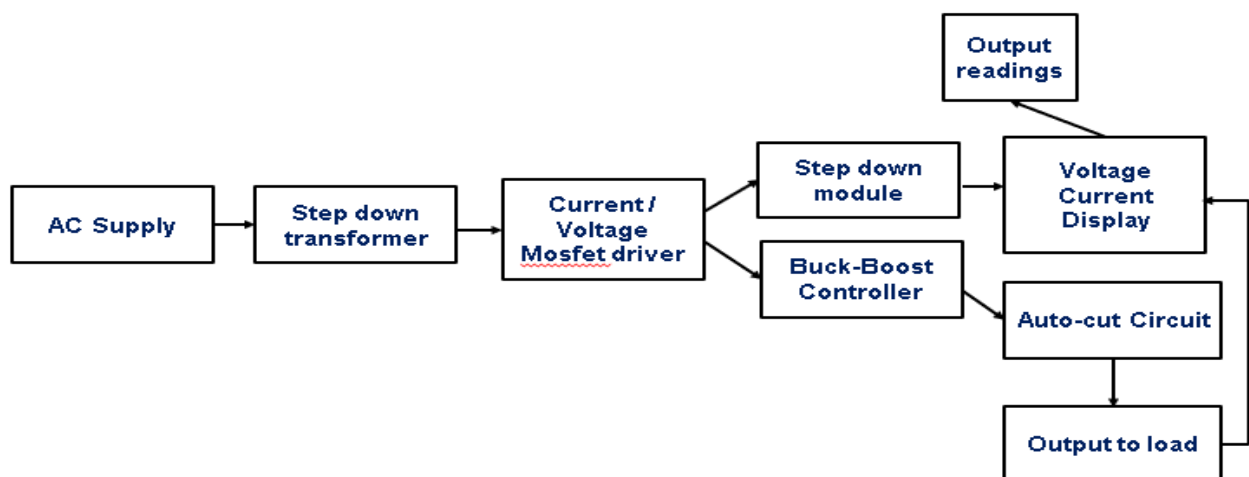 Output
readings
Step down
module
Voltage
Current
Display
AC Supply
Step down
transformer
Current /
Voltage
Mosfet driver
Buck-Boost
Controller
Auto-cut Circuit
Output to load